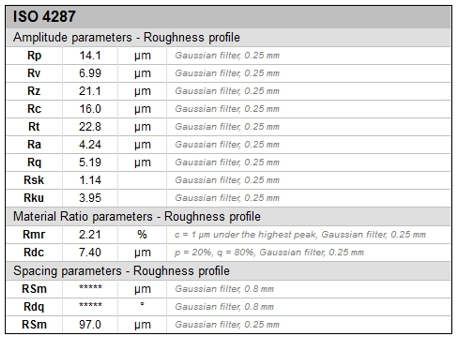 ISO 4287
Amplitude parameters - Roughness profile
Rp 14.1 µm Gaussian filter, 0.25 mm
Rv 6.99 µm Gaussian filter, 0.25 mm
Rz 21.1 µm Gaussian filter, 0.25 mm
Rc 16.0 µm Gaussian filter, 0.25 mm
Rt 22.8 µm Gaussian filter, 0.25 mm
Ra 4.24 µm Gaussian filter, 0.25 mm
Rq 5.19 µm Gaussian filter, 0.25 mm
Rsk 1.14 Gaussian filter, 0.25 mm
Rku 3.95 Gaussian filter, 0.25 mm
Material Ratio parameters - Roughness profile
Rmr 2.21 % c = 1 µm under the highest peak, Gaussian filter, 0.25 mm
Rdc 7.40 µm p = 20%, q = 80%, Gaussian filter, 0.25 mm
Spacing parameters - Roughness profile
RSm ***** µm Gaussian filter, 0.8 mm
Rdq ***** ° Gaussian filter, 0.8 mm
RSm 97.0 µm Gaussian filter, 0.25 mm